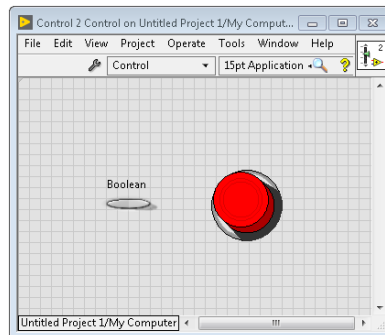 Control 2 Control on Untitled Project 1/My Comput...
File Edit View Project Operate Tools Window Help
Control 15pt Application
2
Boolean
Untitled Project 1/My Computer